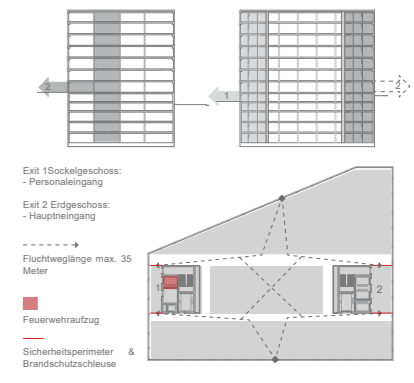 2
1
2
Exit 1Sockelgeschoss:
- Personaleingang
Exit 2 Erdgeschoss:
- Hauptneingang
Fluchtweglänge max. 35
Meter
Feuerwehraufzug
Sicherheitsperimeter &
Brandschutzschleuse
1
2